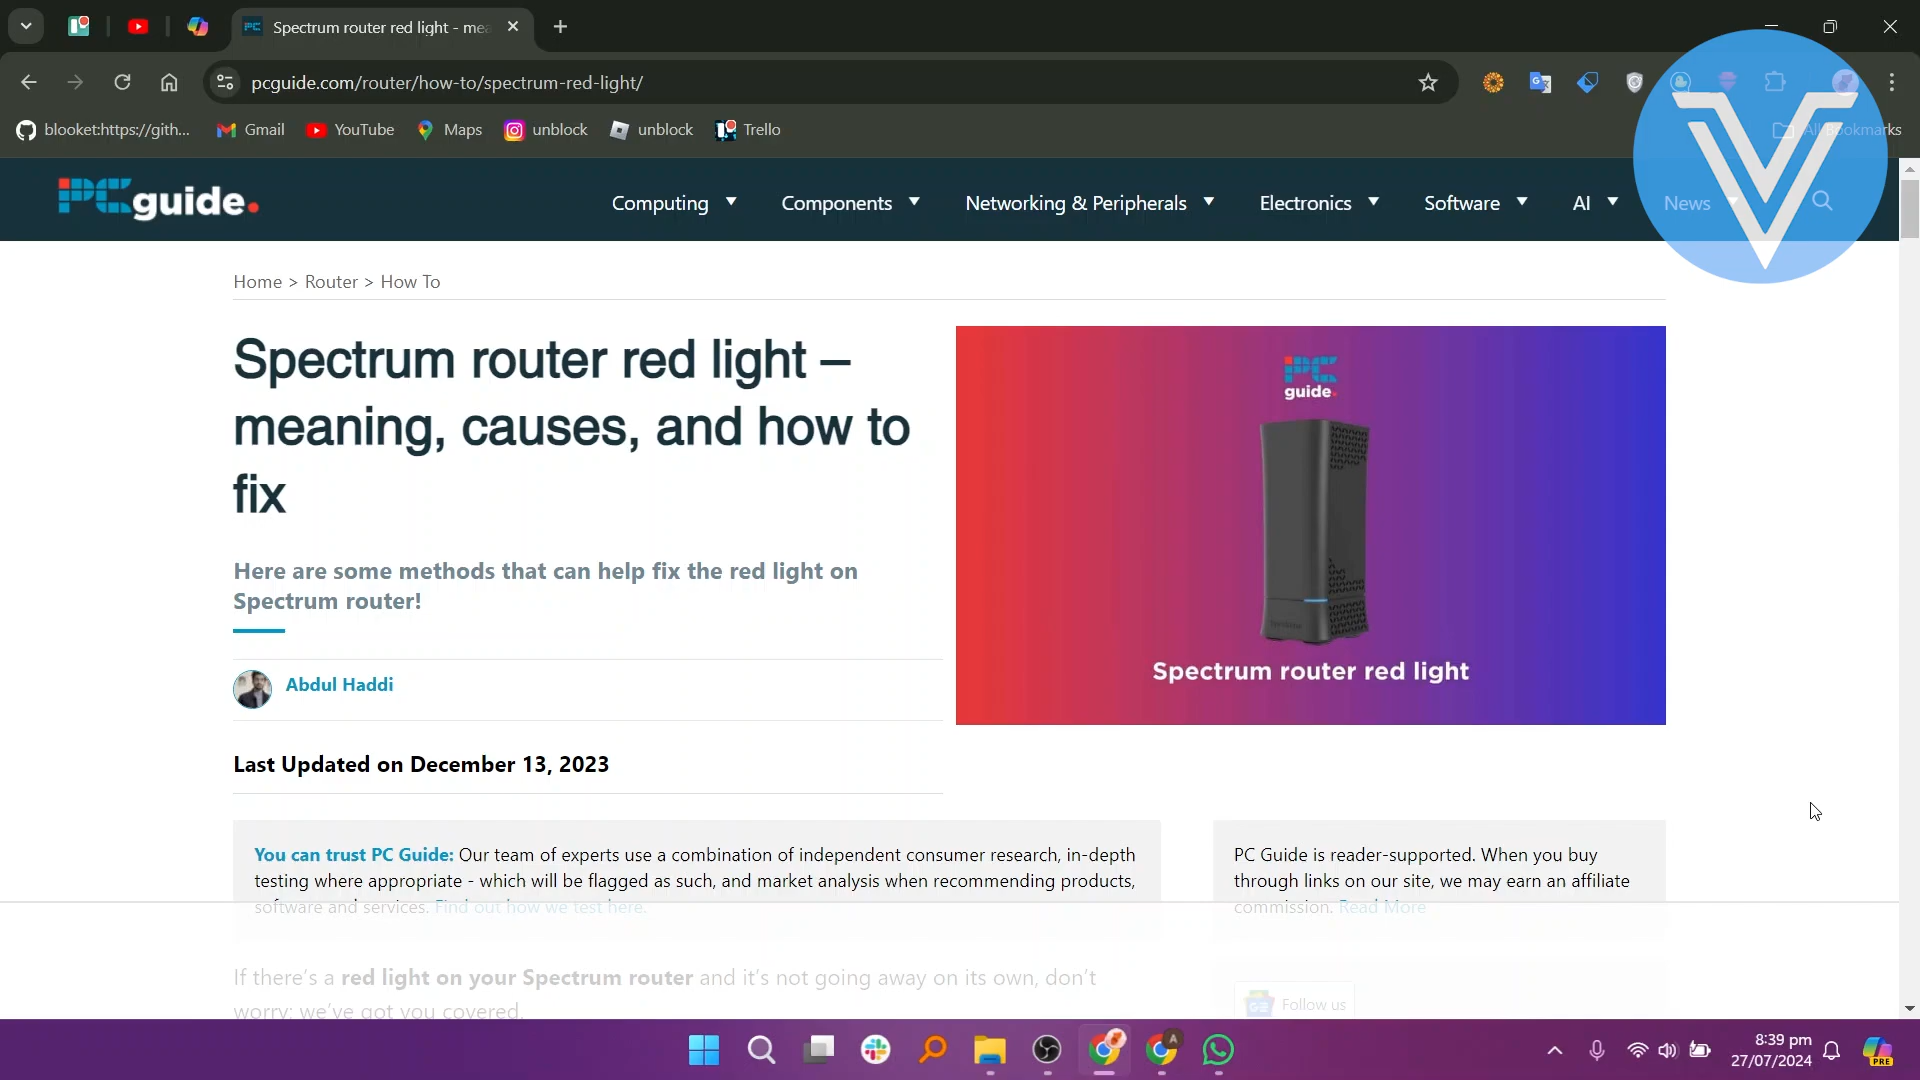 Spectrum router red light - mea
pcguide.com/router/how-to/spectrum-red-light/
blooket:https://gith...
Gmail
YouTube
Maps
unblock
unblock
Trello
All Bookmarks
PCguide.
Computing
Components
Networking & Peripherals
Electronics
Software
AI
News
Home > Router > How To
Spectrum router red light –
meaning, causes, and how to
fix
PC
guide.
Spectrum router red light
Here are some methods that can help fix the red light on
Spectrum router!
Abdul Haddi
Last Updated on December 13, 2023
You can trust PC Guide: Our team of experts use a combination of independent consumer research, in-depth
testing where appropriate - which will be flagged as such, and market analysis when recommending products,
software and services. Find out how we test here.
PC Guide is reader-supported. When you buy
through links on our site, we may earn an affiliate
commission. Read More
If there's a red light on your Spectrum router and it's not going away on its own, don't
worry; we've got you covered.
Follow us
8:39 pm
27/07/2024
PRE